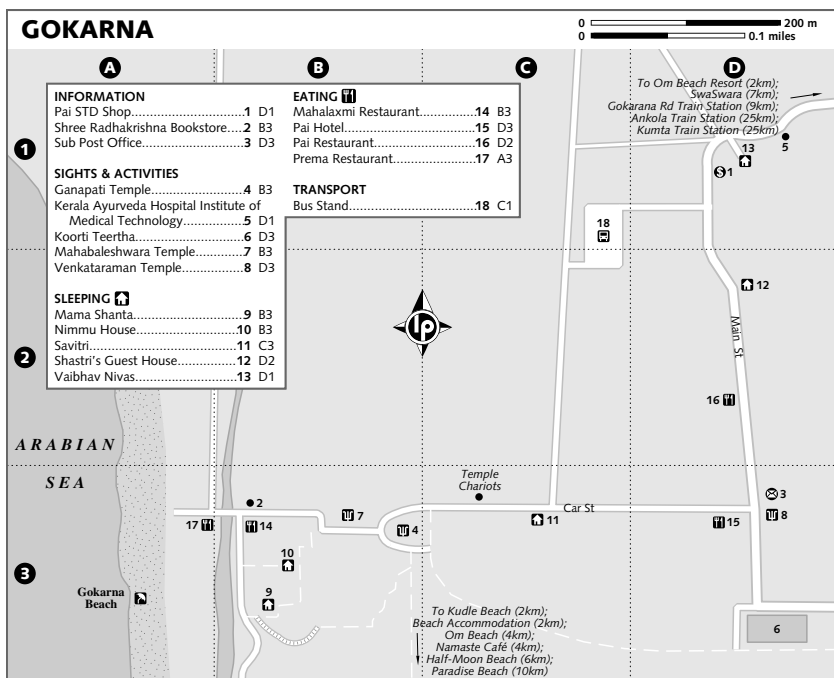 GOKARNA
0 200 m
0 0.1 miles
A B C D
INFORMATION
Pai STD Shop 1 D1
Shree Radhakrishna Bookstore 2 B3
Sub Post Office 3 D3
SIGHTS & ACTIVITIES
Ganapati Temple 4 B3
Kerala Ayurveda Hospital Institute of
Medical Technology 5 D1
Koorti Teertha 6 D3
Mahabaleshwara Temple 7 B3
Venkataraman Temple 8 D3
SLEEPING
Mama Shanta 9 B3
Nimmu House 10 B3
Savitri 11 C3
Shastri's Guest House 12 D2
Vaibhav Nivas 13 D1
EATING
Mahalaxmi Restaurant 14 B3
Pai Hotel 15 D3
Pai Restaurant 16 D2
Prema Restaurant 17 A3
TRANSPORT
Bus Stand 18 C1
To Om Beach Resort (2km);
SwaSwara (7km);
Gokarana Rd Train Station (9km);
Ankola Train Station (25km);
Kumta Train Station (25km)
1
13
5
1
18
12
lp
Main St
2
16
ARABIAN
SEA
Temple
Chariots
2
3
Car St
17
14
7
4
11
15
8
10
3
9
Gokarna
Beach
To Kudle Beach (2km);
Beach Accommodation (2km);
Om Beach (4km);
Namaste Café (4km);
Half-Moon Beach (6km);
Paradise Beach (10km)
6